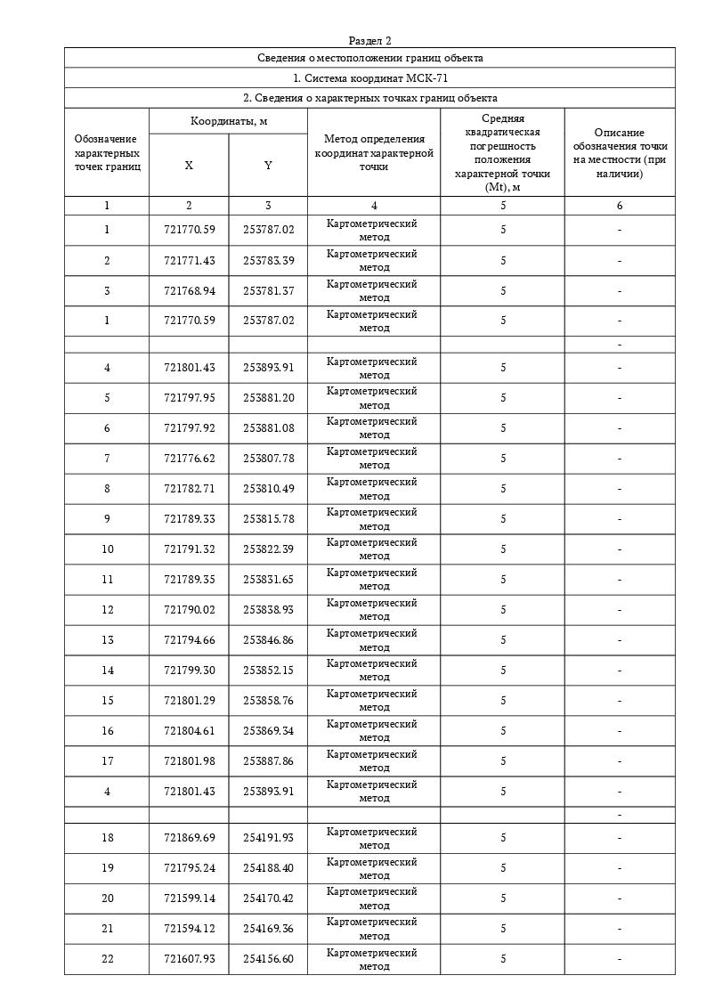 Раздел 2
Сведения о местоположении границ объекта
1. Система координат МСК-71
2. Сведения о характерных точках границ объекта
Обозначение характерных точек границ
Координаты, м
X
Y
Метод определения координат характерной точки
Средняя квадратическая погрешность положения характерной точки (Mt), м
Описание обозначения точки на местности (при наличии)
1 2 3 4 5 6
1 721770.59 253787.02 Картометрический метод 5 -
2 721771.43 253783.39 Картометрический метод 5 -
3 721768.94 253781.37 Картометрический метод 5 -
1 721770.59 253787.02 Картометрический метод 5 -
-
4 721801.43 253893.91 Картометрический метод 5 -
5 721797.95 253881.20 Картометрический метод 5 -
6 721797.92 253881.08 Картометрический метод 5 -
7 721776.62 253807.78 Картометрический метод 5 -
8 721782.71 253810.49 Картометрический метод 5 -
9 721789.33 253815.78 Картометрический метод 5 -
10 721791.32 253822.39 Картометрический метод 5 -
11 721789.35 253831.65 Картометрический метод 5 -
12 721790.02 253838.93 Картометрический метод 5 -
13 721794.66 253846.86 Картометрический метод 5 -
14 721799.30 253852.15 Картометрический метод 5 -
15 721801.29 253858.76 Картометрический метод 5 -
16 721804.61 253869.34 Картометрический метод 5 -
17 721801.98 253887.86 Картометрический метод 5 -
4 721801.43 253893.91 Картометрический метод 5 -
-
18 721869.69 254191.93 Картометрический метод 5 -
19 721795.24 254188.40 Картометрический метод 5 -
20 721599.14 254170.42 Картометрический метод 5 -
21 721594.12 254169.36 Картометрический метод 5 -
22 721607.93 254156.60 Картометрический метод 5 -